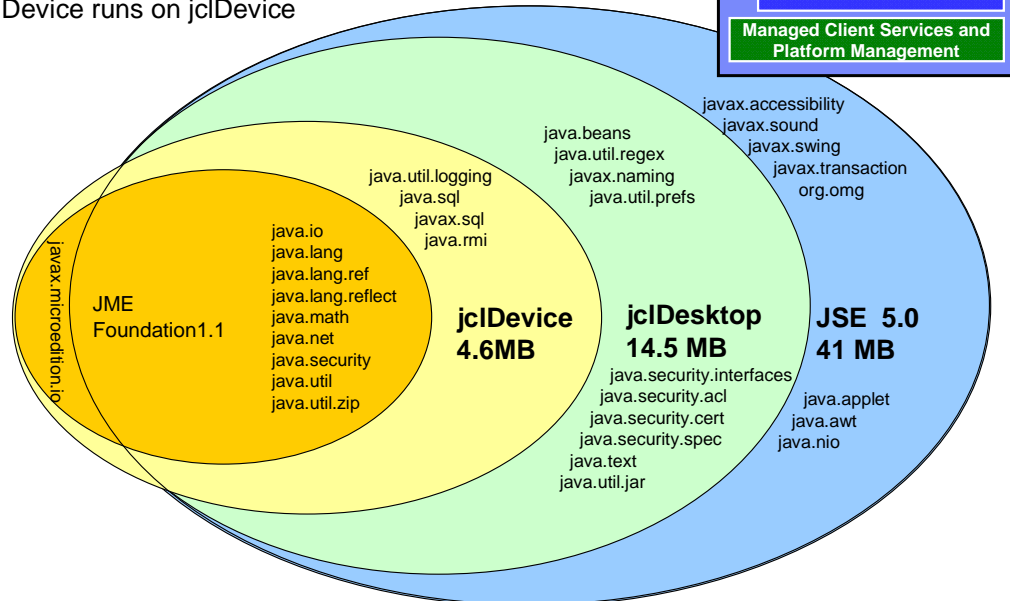 Device runs on jclDevice
Managed Client Services and
Platform Management
javax.accessibility
javax.sound
javax.swing
javax.transaction
org.omg
java.beans
java.util.regex
javax.naming
java.util.prefs
java.util.logging
java.sql
javax.sql
java.rmi
javax.microedition.io
JME
Foundation1.1
java.io
java.lang
java.lang.ref
java.lang.reflect
java.math
java.net
java.security
java.util
java.util.zip
jclDevice
4.6MB
jclDesktop
14.5 MB
JSE 5.0
41 MB
java.security.interfaces
java.security.acl
java.security.cert
java.security.spec
java.text
java.util.jar
java.applet
java.awt
java.nio